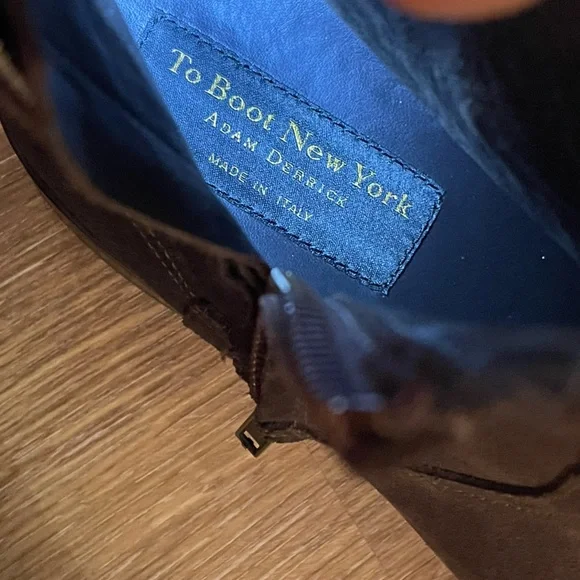 To Boot New York
Adam Derrick
Made in Italy